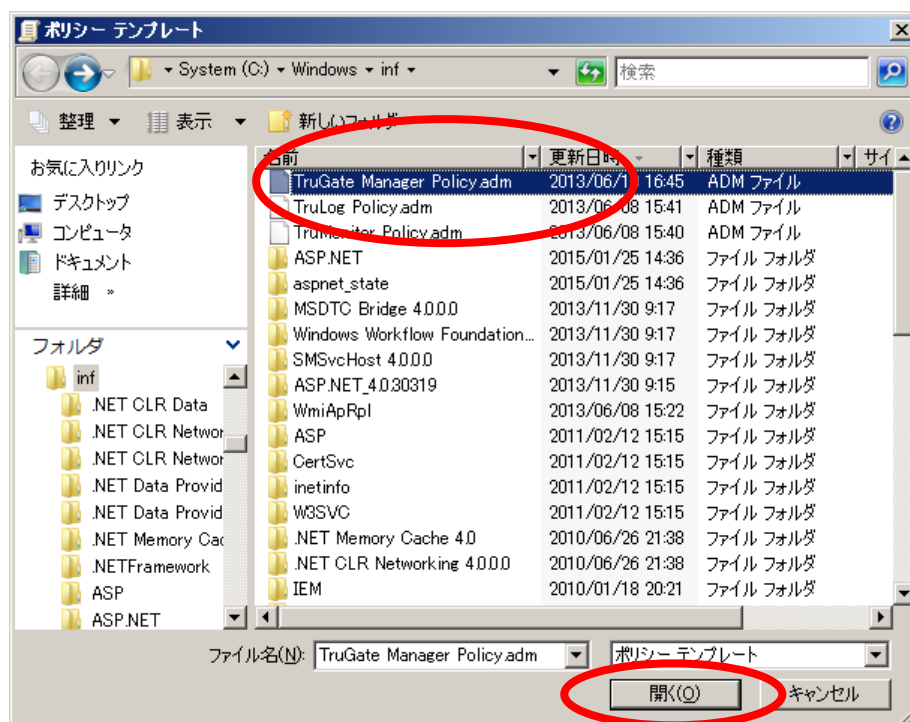 ポリシー テンプレート
System (C:) Windows inf
検索
整理 表示 新しいフォルダ
お気に入りリンク
デスクトップ
コンピュータ
ドキュメント
詳細 »
フォルダ
inf
.NET CLR Data
.NET CLR Networ
.NET CLR Networ
.NET Data Provid
.NET Data Provid
.NET Memory Cac
.NETFramework
ASP
ASP.NET
名前 更新日時 種類 サイ
TruGate Manager Policy.adm 2013/06/1 16:45 ADM ファイル
TruLog Policy.adm 2013/06/08 15:41 ADM ファイル
TruMonitor Policy.adm 2013/06/08 15:40 ADM ファイル
ASP.NET 2015/01/25 14:36 ファイル フォルダ
aspnet_state 2015/01/25 14:36 ファイル フォルダ
MSDTC Bridge 4.0.0.0 2013/11/30 9:17 ファイル フォルダ
Windows Workflow Foundation... 2013/11/30 9:17 ファイル フォルダ
SMSvcHost 4.0.0.0 2013/11/30 9:17 ファイル フォルダ
ASP.NET_4.0.30319 2013/11/30 9:15 ファイル フォルダ
WmiApRpl 2013/06/08 15:22 ファイル フォルダ
ASP 2011/02/12 15:15 ファイル フォルダ
CertSvc 2011/02/12 15:15 ファイル フォルダ
inetinfo 2011/02/12 15:15 ファイル フォルダ
W3SVC 2011/02/12 15:15 ファイル フォルダ
.NET Memory Cache 4.0 2010/06/26 21:38 ファイル フォルダ
.NET CLR Networking 4.0.0.0 2010/06/26 21:38 ファイル フォルダ
IEM 2010/01/18 20:21 ファイル フォルダ
ファイル名(N): TruGate Manager Policy.adm ポリシー テンプレート
開く(O) キャンセル